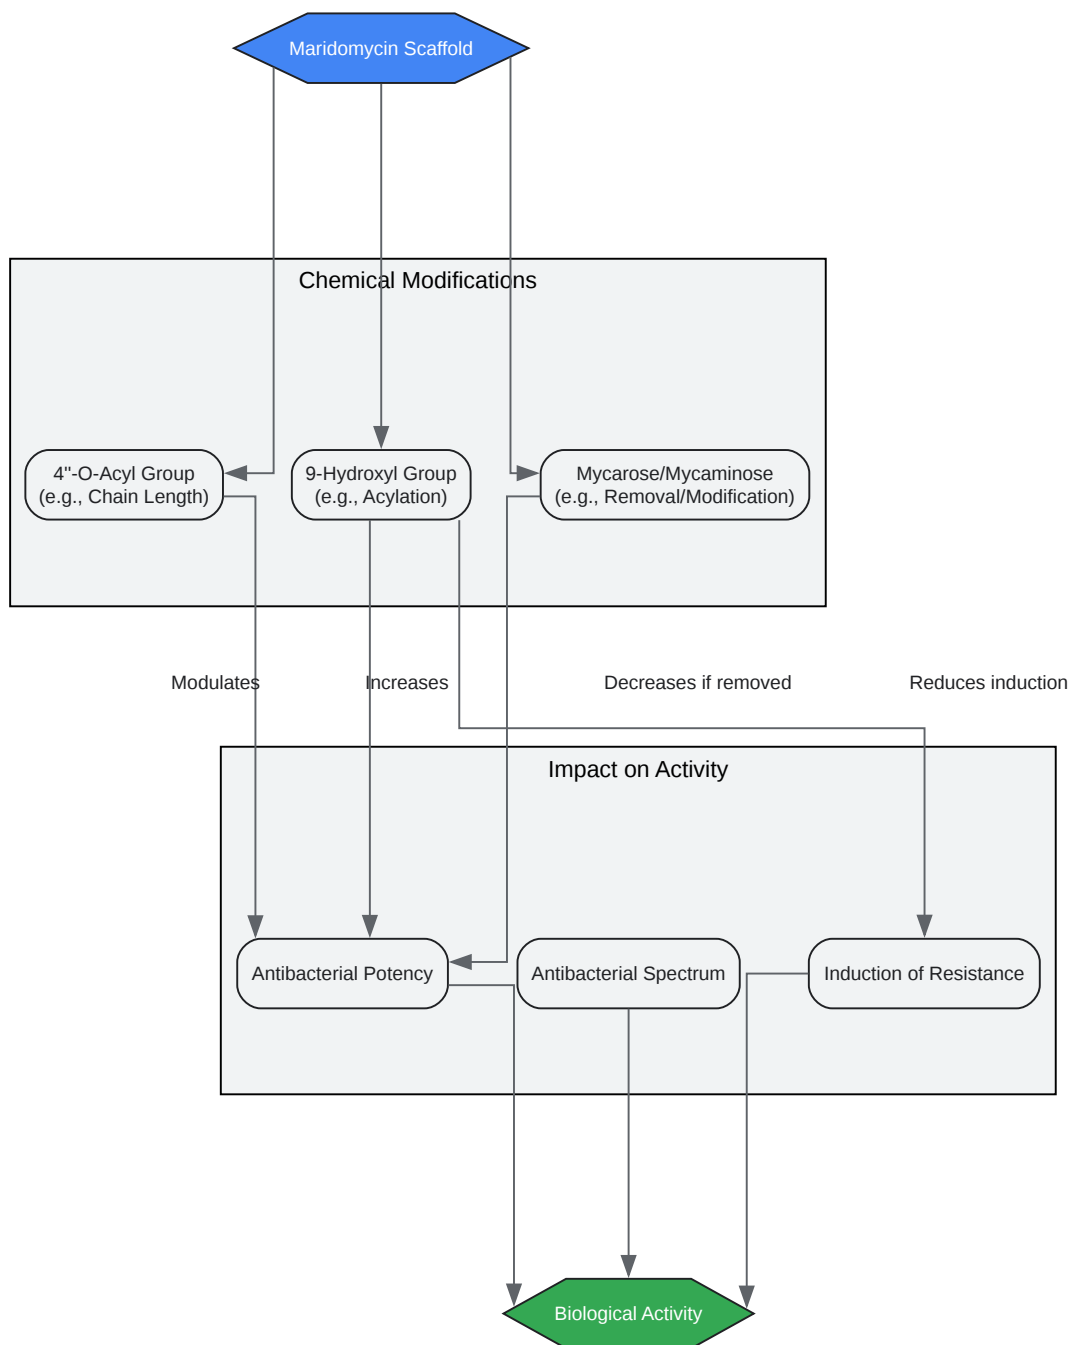 Maridomycin Scaffold
Chemical Modifications
4"-O-Acyl Group
(e.g., Chain Length)
9-Hydroxyl Group
(e.g., Acylation)
Mycarose/Mycaminose
(e.g., Removal/Modification)
Modulates
Increases
Decreases if removed
Reduces induction
Impact on Activity
Antibacterial Potency
Antibacterial Spectrum
Induction of Resistance
Biological Activity